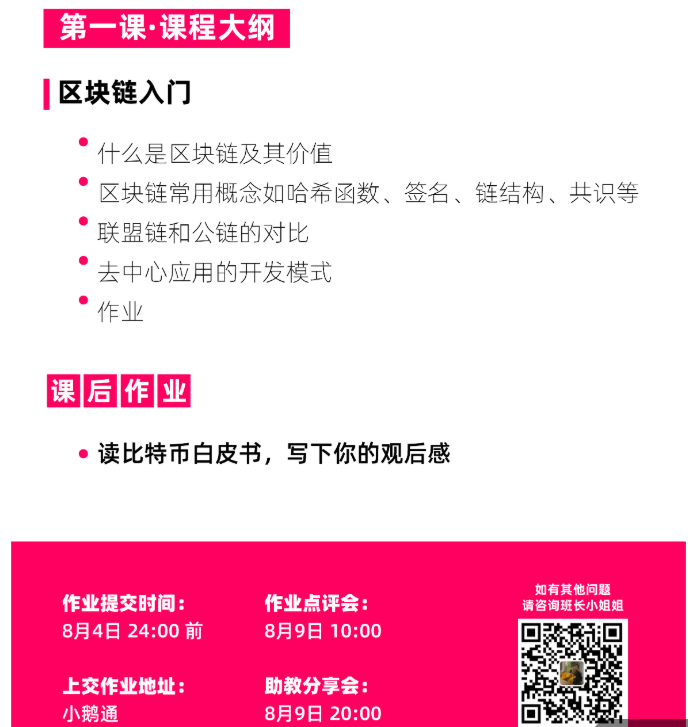 第一课·课程大纲
区块链入门
什么是区块链及其价值
区块链常用概念如哈希函数、签名、链结构、共识等
联盟链和公链的对比
去中心应用的开发模式
作业
课后作业
读比特币白皮书，写下你的观后感
作业提交时间：
8月4日 24:00 前
作业点评会：
8月9日 10:00
如有其他问题
请咨询班长小姐姐
上交作业地址：
小鹅通
助教分享会：
8月9日 20:00